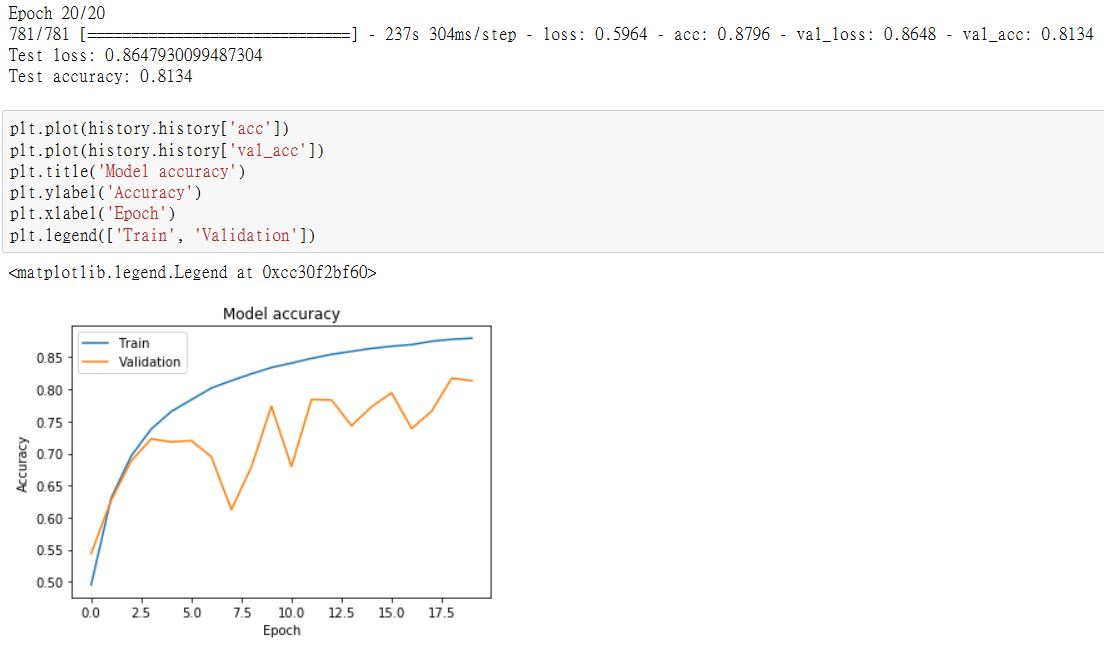 Epoch 20/20
781/781 [==============================] - 237s 304ms/step - loss: 0.5964 - acc: 0.8796 - val_loss: 0.8648 - val_acc: 0.8134
Test loss: 0.8647930099487304
Test accuracy: 0.8134
plt.plot(history.history['acc'])
plt.plot(history.history['val_acc'])
plt.title('Model accuracy')
plt.ylabel('Accuracy')
plt.xlabel('Epoch')
plt.legend(['Train', 'Validation'])
<matplotlib.legend.Legend at 0xcc30f2bf60>
Model accuracy
Train
Validation
Accuracy
0.85
0.80
0.75
0.70
0.65
0.60
0.55
0.50
0.0 2.5 5.0 7.5 10.0 12.5 15.0 17.5
Epoch